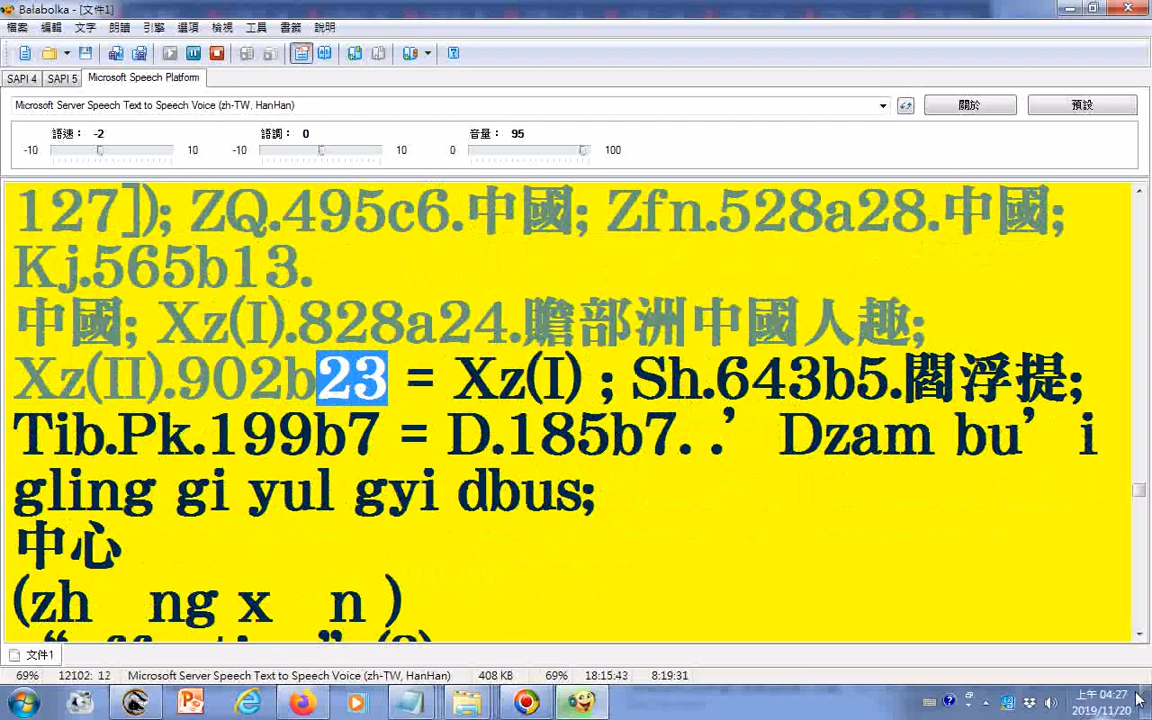 Balabolka - [文件1]
檔案 編輯 文字 朗讀 引擎 選項 檢視 工具 書籤 說明
SAPI 4 SAPI 5 Microsoft Speech Platform
Microsoft Server Speech Text to Speech Voice (zh-TW, HanHan) 關於 預設
語速： -2 語調： 0 音量： 95
-10 10 -10 10 0 100
127]); ZQ.495c6.中國; Zfn.528a28.中國;
Kj.565b13.
中國; Xz(I).828a24.贍部洲中國人趣;
Xz(II).902b23 = Xz(I) ; Sh.643b5.閻浮提;
Tib.Pk.199b7 = D.185b7. .’Dzam bu’i
gling gi yul gyi dbus;
中心
(zh ng x n )
文件1
69% 12102: 12 Microsoft Server Speech Text to Speech Voice (zh-TW, HanHan) 408 KB 69% 18:15:43 8:19:31
上午 04:27
2019/11/20